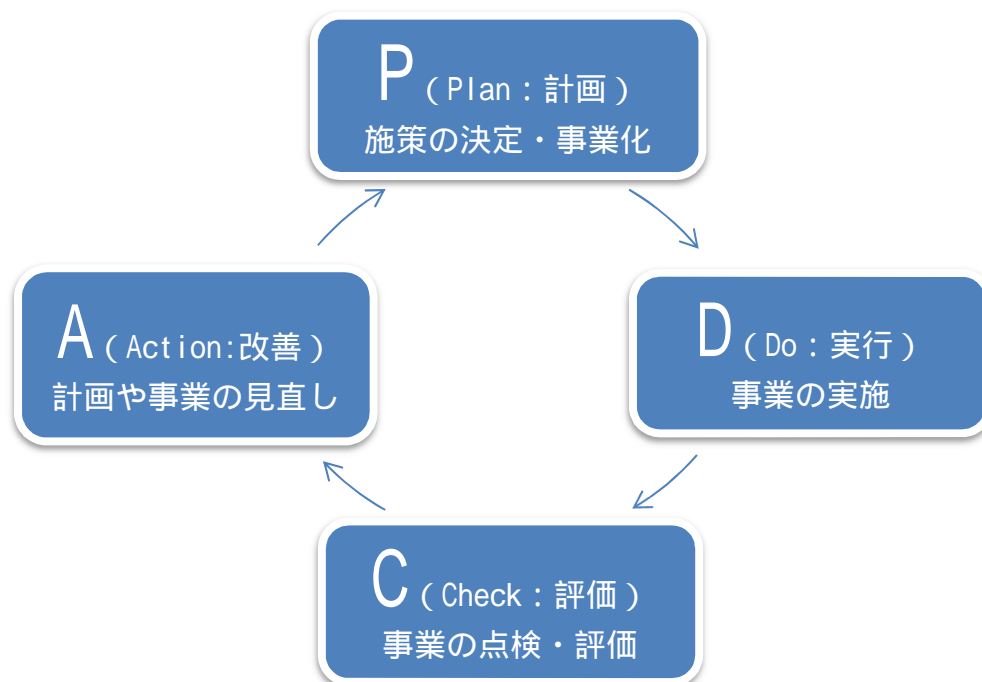 P（Plan：計画）
施策の決定・事業化
D（Do：実行）
事業の実施
C（Check：評価）
事業の点検・評価
A（Action:改善）
計画や事業の見直し